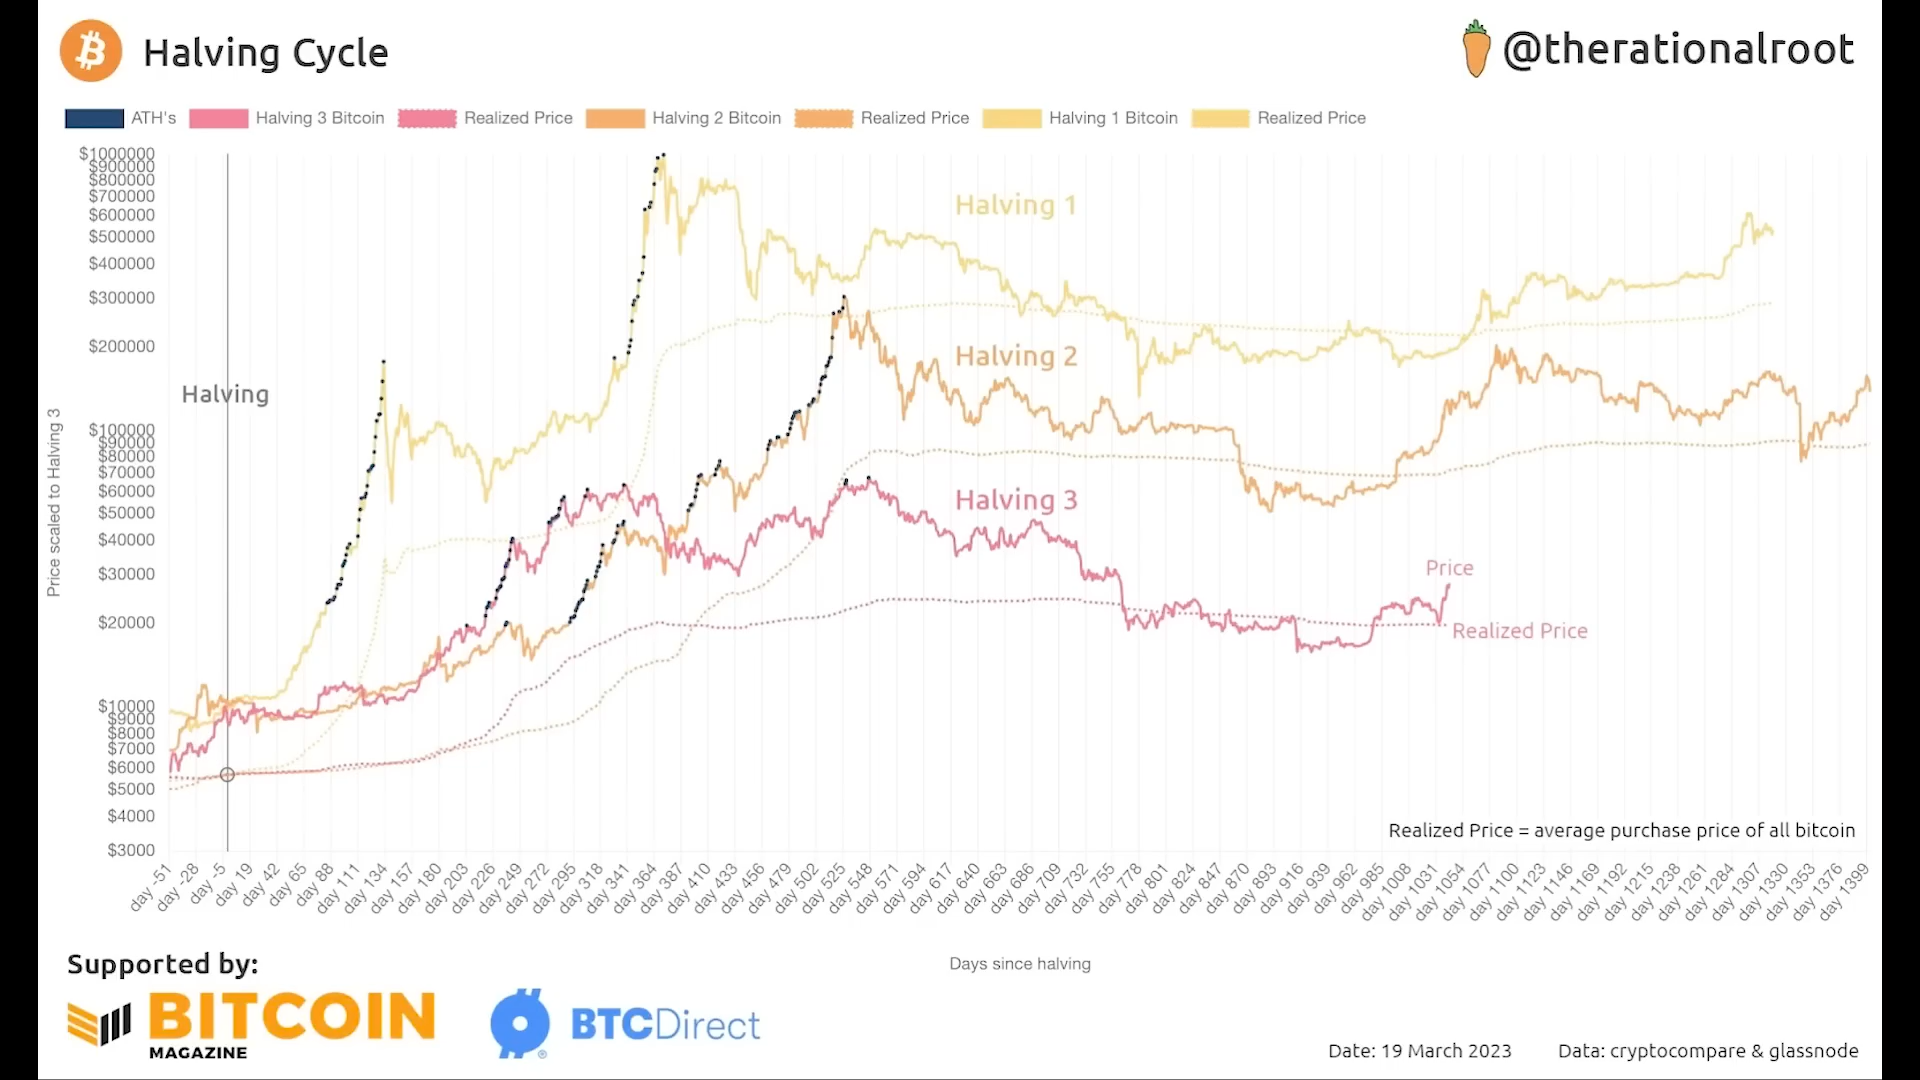 Halving Cycle
@therationalroot
ATH's Halving 3 Bitcoin Realized Price Halving 2 Bitcoin Realized Price Halving 1 Bitcoin Realized Price
$1000000
$900000
$800000
$700000
$600000
$500000
$400000
$300000
$200000
$100000
$90000
$80000
$70000
$60000
$50000
$40000
$30000
$20000
$10000
$9000
$8000
$7000
$6000
$5000
$4000
$3000
Price scaled to Halving 3
Halving
Halving 1
Halving 2
Halving 3
Price
Realized Price
Realized Price = average purchase price of all bitcoin
day -51 day -28 day -5 day 19 day 42 day 65 day 88 day 111 day 134 day 157 day 180 day 203 day 226 day 249 day 272 day 295 day 318 day 341 day 364 day 387 day 410 day 433 day 456 day 479 day 502 day 525 day 548 day 571 day 594 day 617 day 640 day 663 day 686 day 709 day 732 day 755 day 778 day 801 day 824 day 847 day 870 day 893 day 916 day 939 day 962 day 985 day 1008 day 1031 day 1054 day 1077 day 1100 day 1123 day 1146 day 1169 day 1192 day 1215 day 1238 day 1261 day 1284 day 1307 day 1330 day 1353 day 1376 day 1399
Days since halving
Supported by:
BITCOIN
MAGAZINE
BTCDirect
Date: 19 March 2023
Data: cryptocompare & glassnode